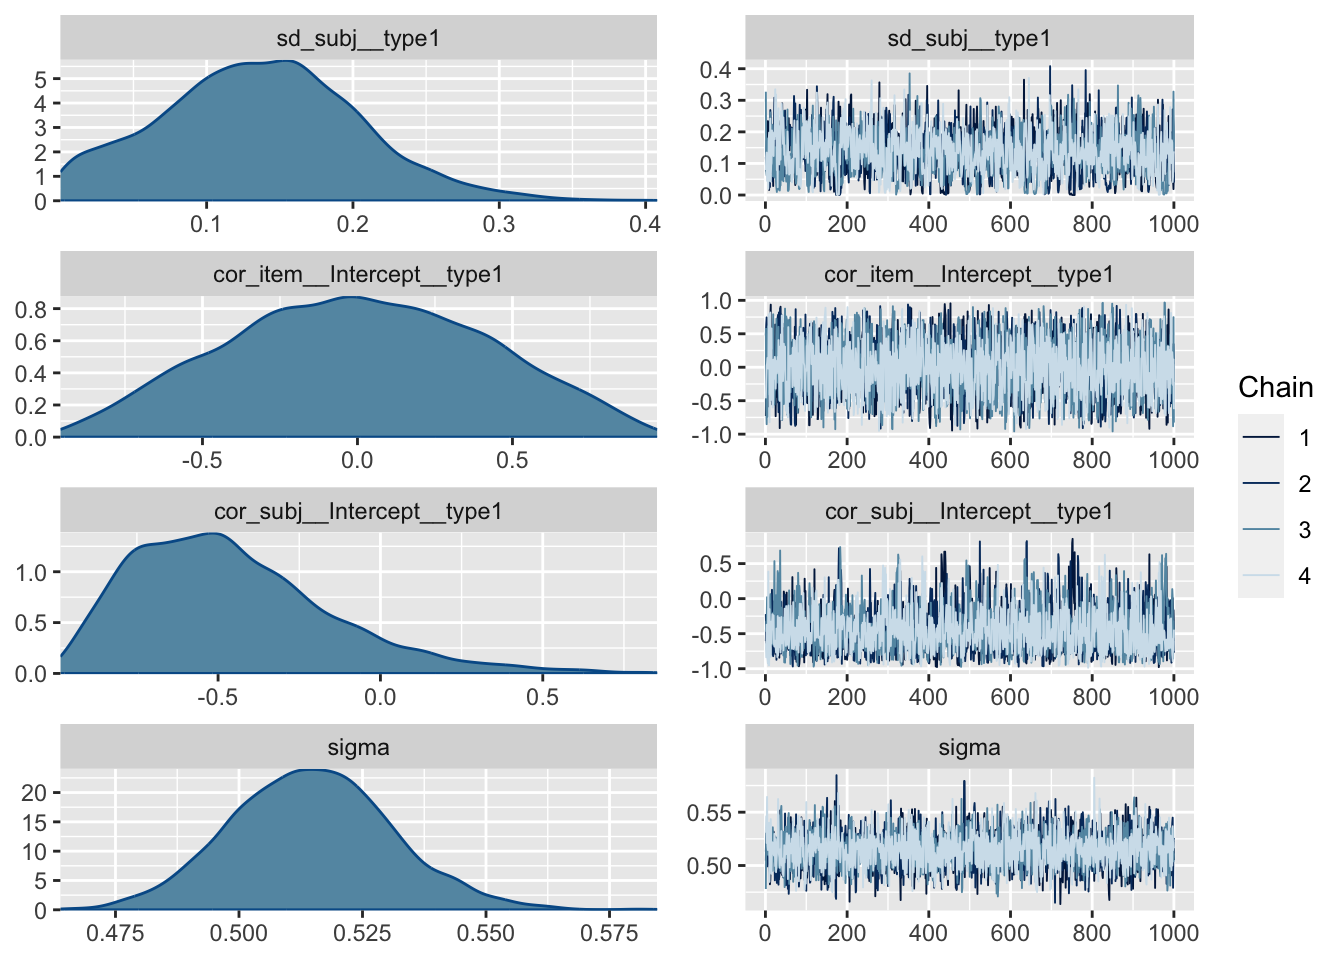 sd_subj__type1
5
4
3
2
1
0
0.1 0.2 0.3 0.4
sd_subj__type1
0.4
0.3
0.2
0.1
0.0
0 200 400 600 800 1000
cor_item__Intercept__type1
0.8
0.6
0.4
0.2
0.0
-0.5 0.0 0.5
cor_item__Intercept__type1
1.0
0.5
0.0
-0.5
-1.0
0 200 400 600 800 1000
cor_subj__Intercept__type1
1.0
0.5
0.0
-0.5 0.0 0.5
cor_subj__Intercept__type1
0.5
0.0
-0.5
-1.0
0 200 400 600 800 1000
sigma
20
15
10
5
0
0.475 0.500 0.525 0.550 0.575
sigma
0.55
0.50
0 200 400 600 800 1000
Chain
1
2
3
4